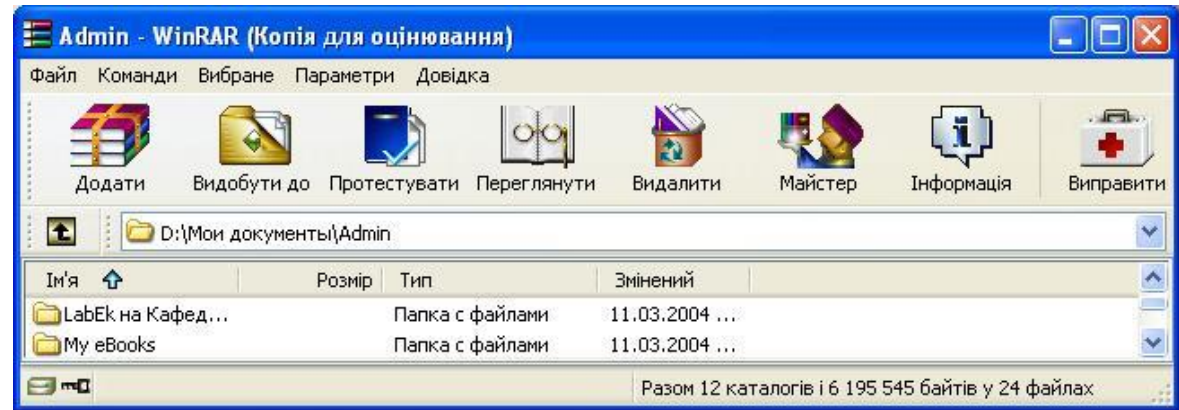 Admin - WinRAR (Копія для оцінювання)
Файл Команди Вибране Параметри Довідка
Додати Видобути до Протестувати Переглянути Видалити Майстер Інформація Виправити
D:\Мои документы\Admin
Ім'я Розмір Тип Змінений
LabEk на Кафед... Папка с файлами 11.03.2004 ...
My eBooks Папка с файлами 11.03.2004 ...
Разом 12 каталогів і 6 195 545 байтів у 24 файлах